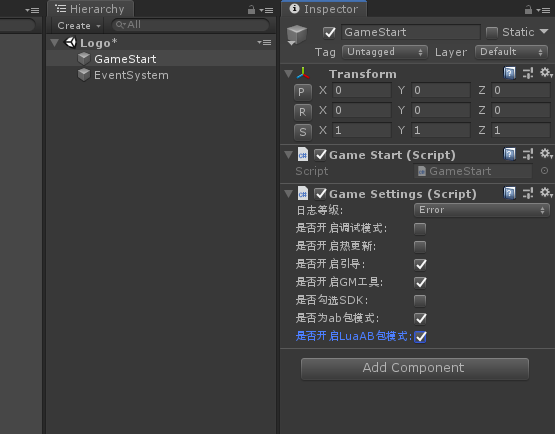 Hierarchy
Create
All
Logo*
GameStart
EventSystem
Inspector
GameStart
Static
Tag Untagged Layer Default
Transform
P X 0 Y 0 Z 0
R X 0 Y 0 Z 0
S X 1 Y 1 Z 1
C# Game Start (Script)
Script GameStart
C# Game Settings (Script)
日志等级: Error
是否开启调试模式:
是否开启热更新:
是否开启引导:
是否开启GM工具:
是否勾选SDK:
是否为ab包模式:
是否开启LuaAB包模式:
Add Component